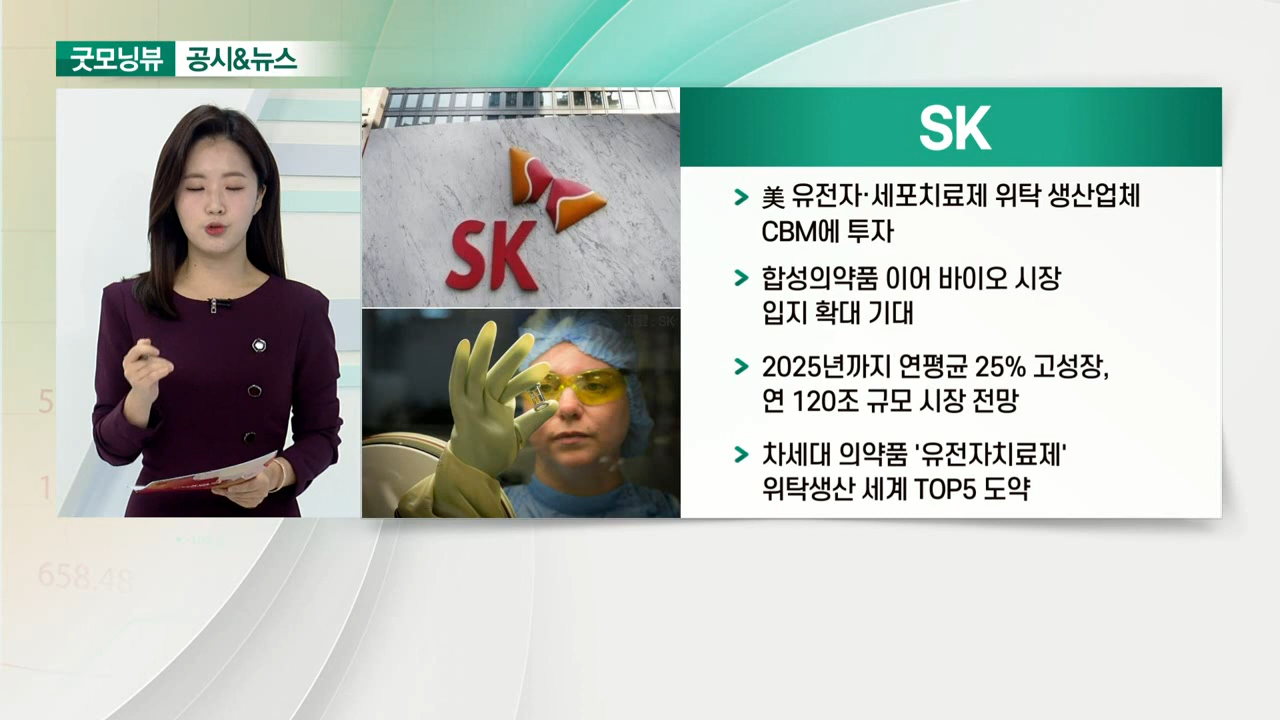 굿모닝뷰 공시&뉴스
SK
SK
자료 : SK
美 유전자·세포치료제 위탁 생산업체
CBM에 투자
합성의약품 이어 바이오 시장
입지 확대 기대
2025년까지 연평균 25% 고성장,
연 120조 규모 시장 전망
차세대 의약품 '유전자치료제'
위탁생산 세계 TOP5 도약
5
1
658.48